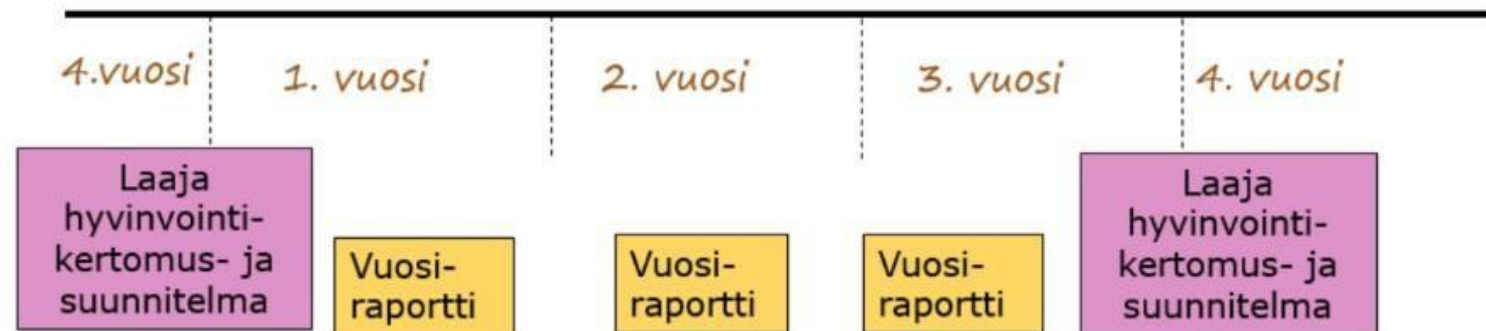 4.vuosi
1. vuosi
2. vuosi
3. vuosi
4. vuosi
Laaja
hyvinvointi-
kertomus- ja
suunnitelma
Vuosi-
raportti
Vuosi-
raportti
Vuosi-
raportti
Laaja
hyvinvointi-
kertomus- ja
suunnitelma